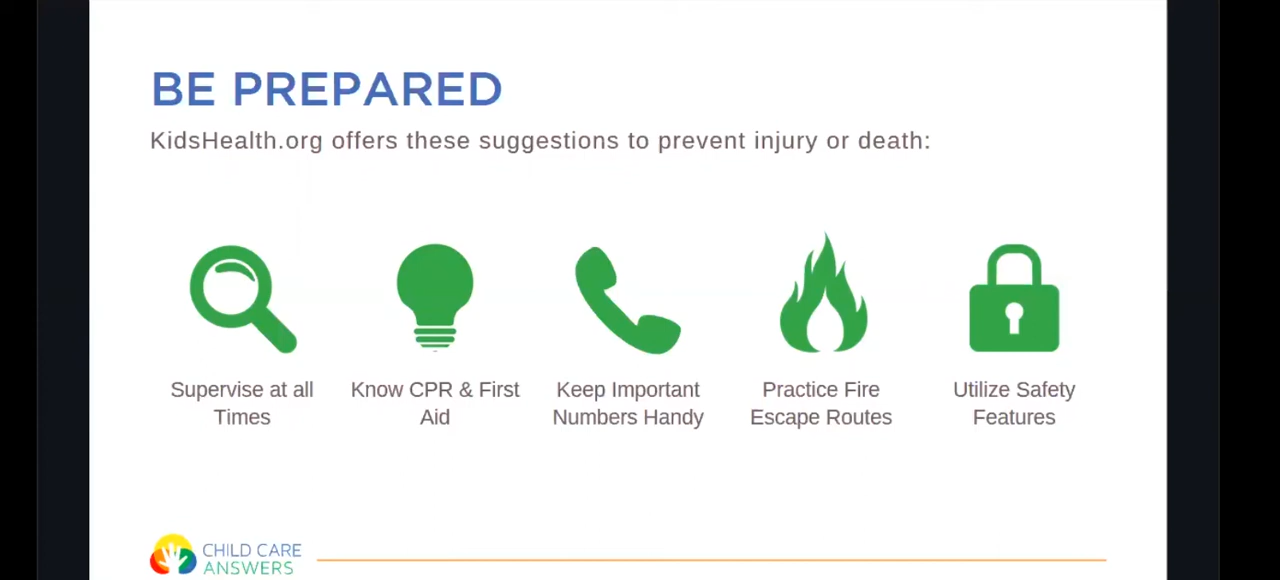 BE PREPARED
KidsHealth.org offers these suggestions to prevent injury or death:
Supervise at all
Times
Know CPR & First
Aid
Keep Important
Numbers Handy
Practice Fire
Escape Routes
Utilize Safety
Features
CHILD CARE
ANSWERS